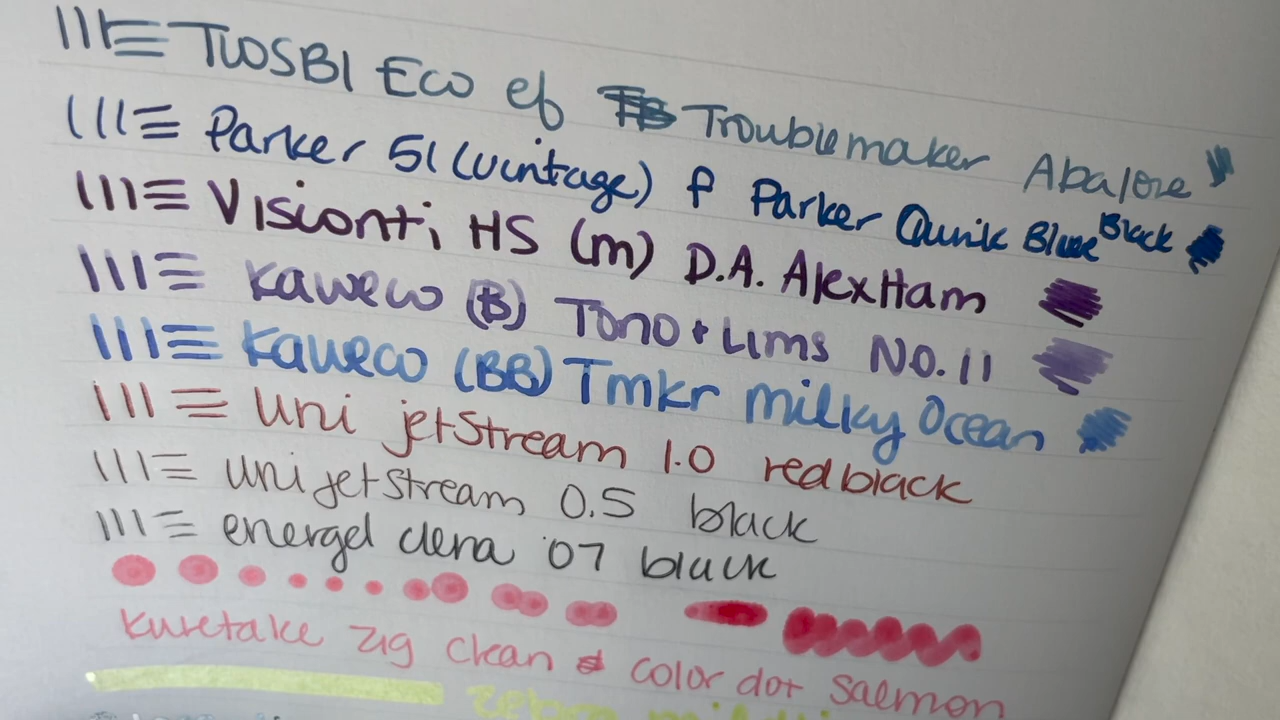 TWSBI Eco ef Troublemaker Abalone
Parker 51 (vintage) f Parker Quink Blue Black
Visconti HS (m) D.A. AlexHam
Kaweco (B) Tono + Lims NO. 11
Kaweco (BB) Tmkr milky Ocean
uni jetStream 1.0 redblack
uni jetStream 0.5 black
energel clena 07 black
kuretake zig clean color dot salmon
zebra